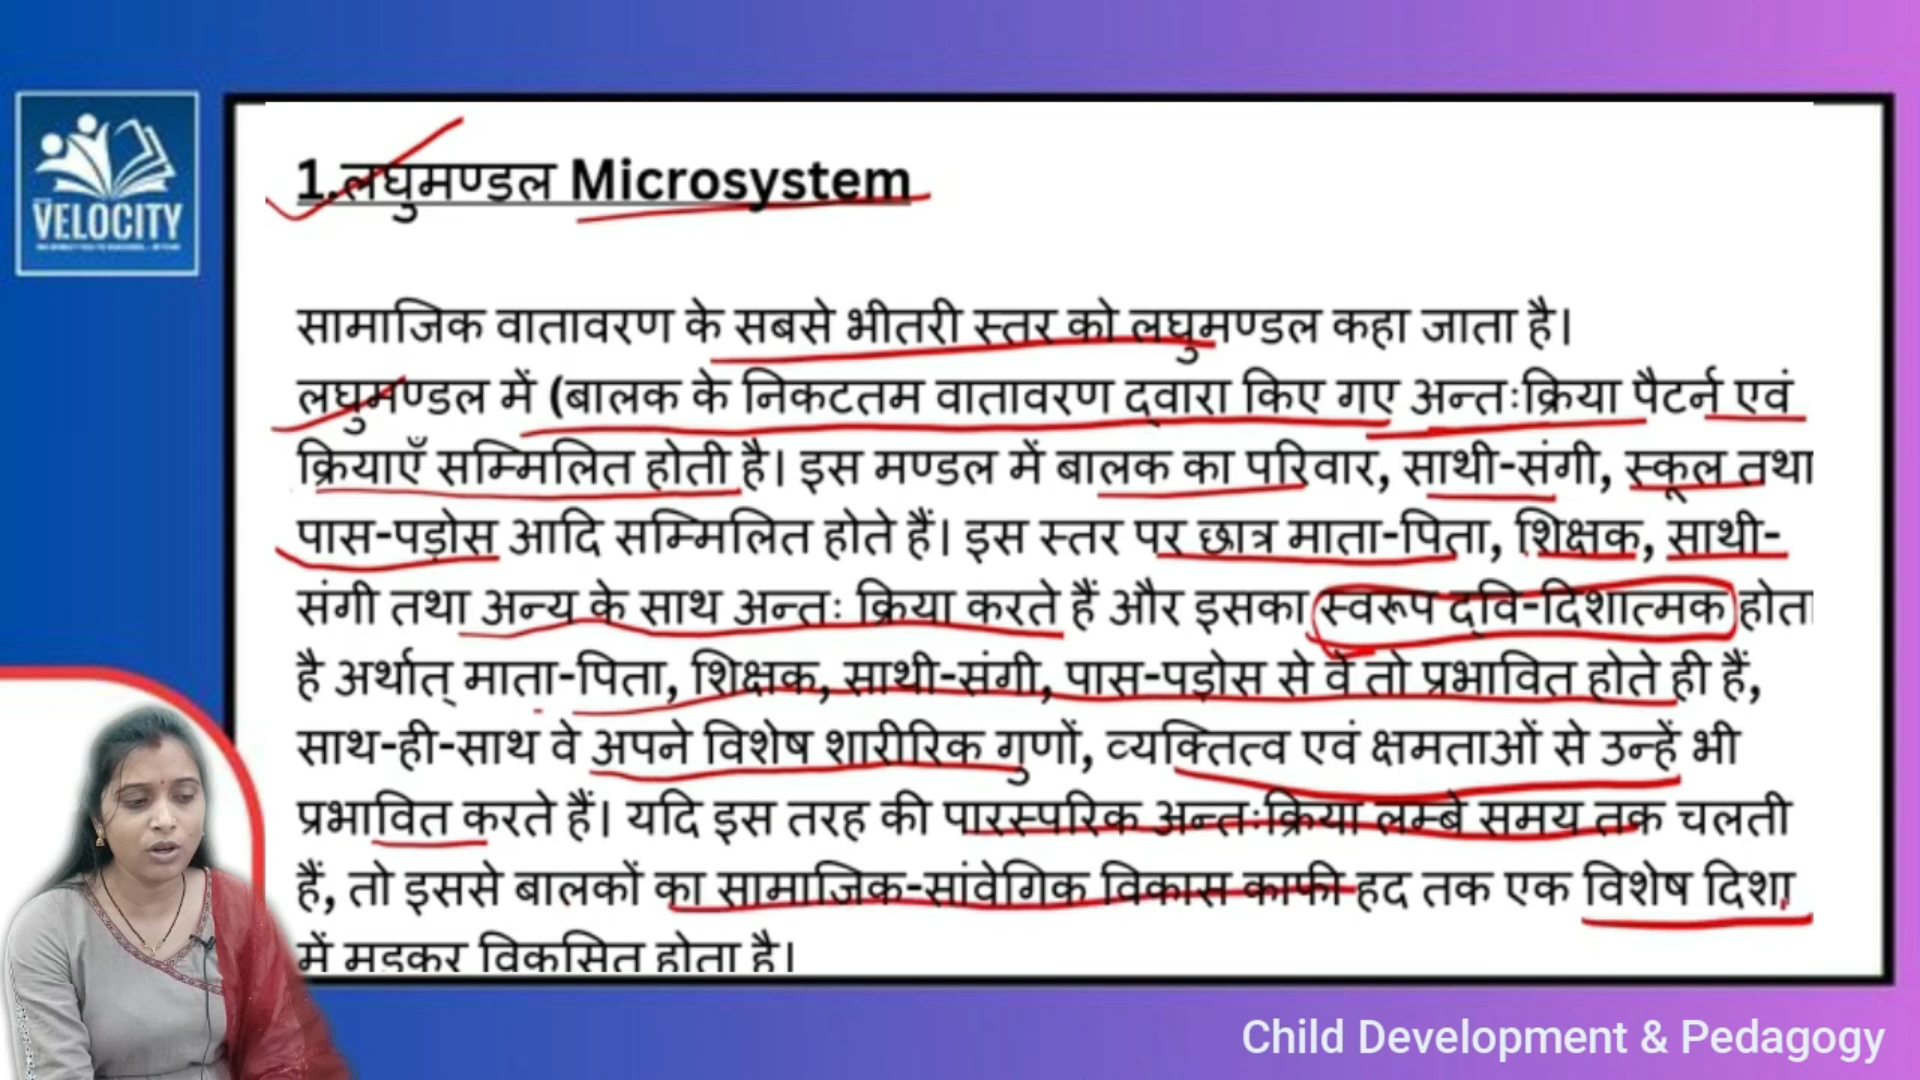 VELOCITY
1.लघुमण्डल Microsystem
सामाजिक वातावरण के सबसे भीतरी स्तर को लघुमण्डल कहा जाता है।
लघुमण्डल में (बालक के निकटतम वातावरण द्वारा किए गए अन्तःक्रिया पैटर्न एवं
क्रियाएँ सम्मिलित होती है। इस मण्डल में बालक का परिवार, साथी-संगी, स्कूल तथा
पास-पड़ोस आदि सम्मिलित होते हैं। इस स्तर पर छात्र माता-पिता, शिक्षक, साथी-
संगी तथा अन्य के साथ अन्तः क्रिया करते हैं और इसका स्वरूप द्वि-दिशात्मक होता
है अर्थात् माता-पिता, शिक्षक, साथी-संगी, पास-पड़ोस से वे तो प्रभावित होते ही हैं,
साथ-ही-साथ वे अपने विशेष शारीरिक गुणों, व्यक्तित्व एवं क्षमताओं से उन्हें भी
प्रभावित करते हैं। यदि इस तरह की पारस्परिक अन्तःक्रिया लम्बे समय तक चलती
हैं, तो इससे बालकों का सामाजिक-सांवेगिक विकास काफी हद तक एक विशेष दिशा
में मुड़कर विकसित होता है।
Child Development & Pedagogy